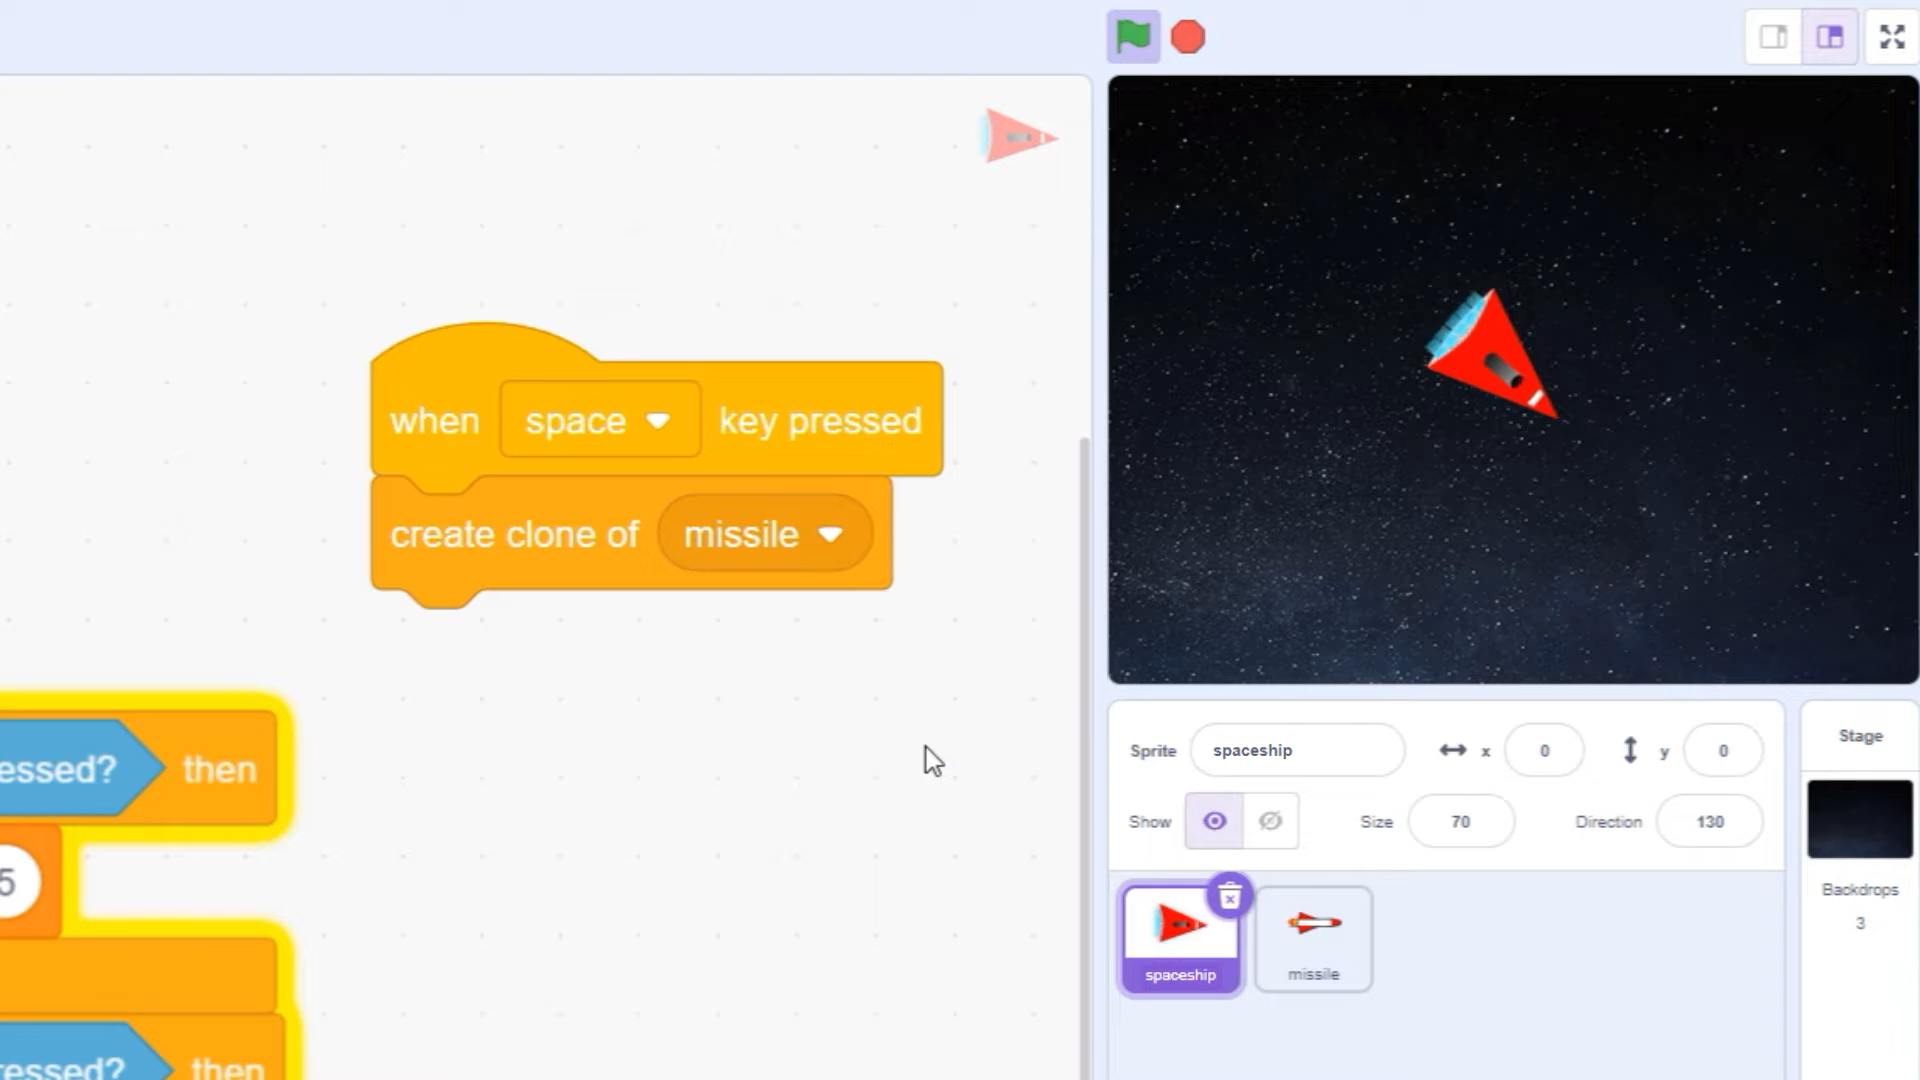 when space key pressed
create clone of missile
essed? then
5
ressed? then
Sprite spaceship x 0 y 0
Show Size 70 Direction 130
spaceship
missile
Stage
Backdrops
3